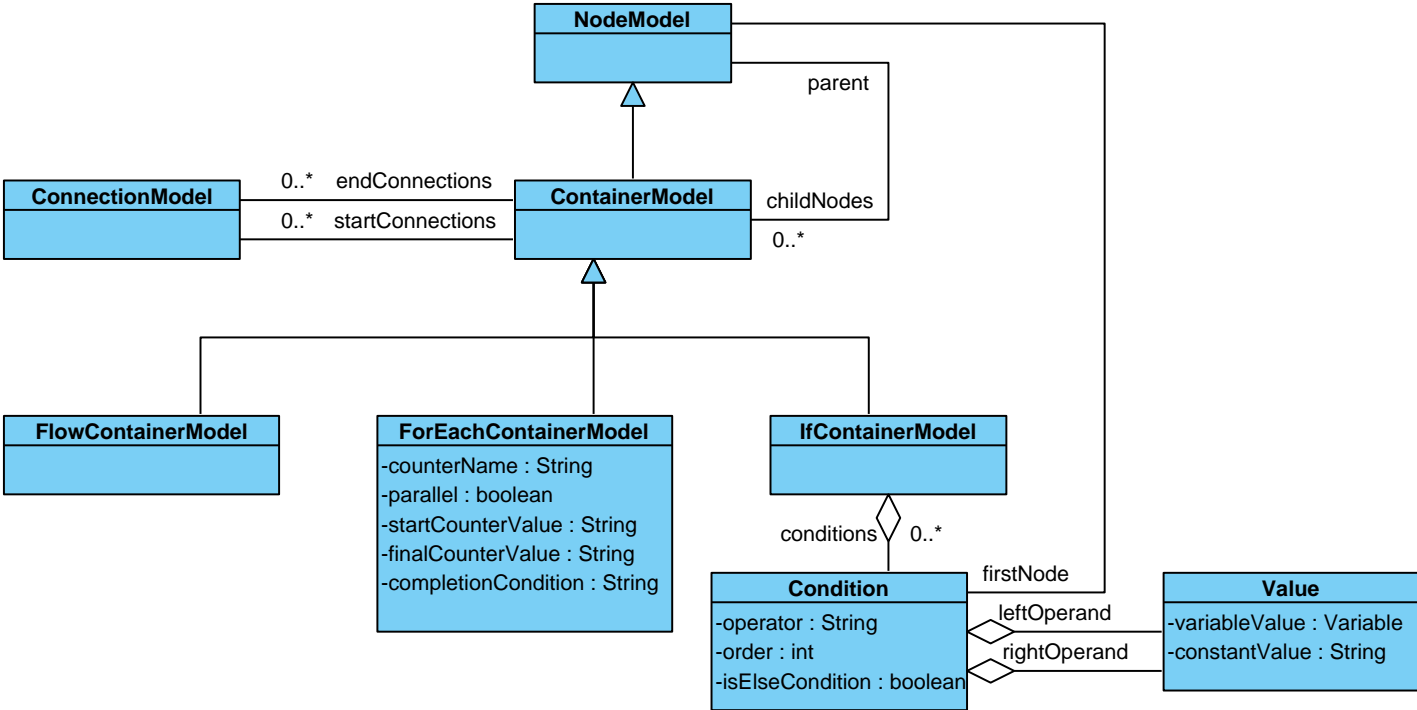 NodeModel
parent
ConnectionModel
0..* endConnections
0..* startConnections
ContainerModel
childNodes
0..*
FlowContainerModel
ForEachContainerModel
-counterName : String
-parallel : boolean
-startCounterValue : String
-finalCounterValue : String
-completionCondition : String
IfContainerModel
conditions 0..*
firstNode
Condition
-operator : String
-order : int
-isElseCondition : boolean
leftOperand
rightOperand
Value
-variableValue : Variable
-constantValue : String